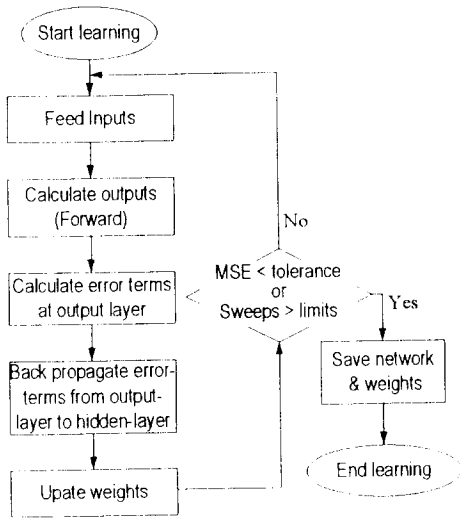 Start learning
Feed Inputs
Calculate outputs
(Forward)
Calculate error terms
at output layer
Back propagate error-
terms from output-
layer to hidden-layer
Upate weights
No
MSE < tolerance
or
Sweeps > limits
Yes
Save network
& weights
End learning